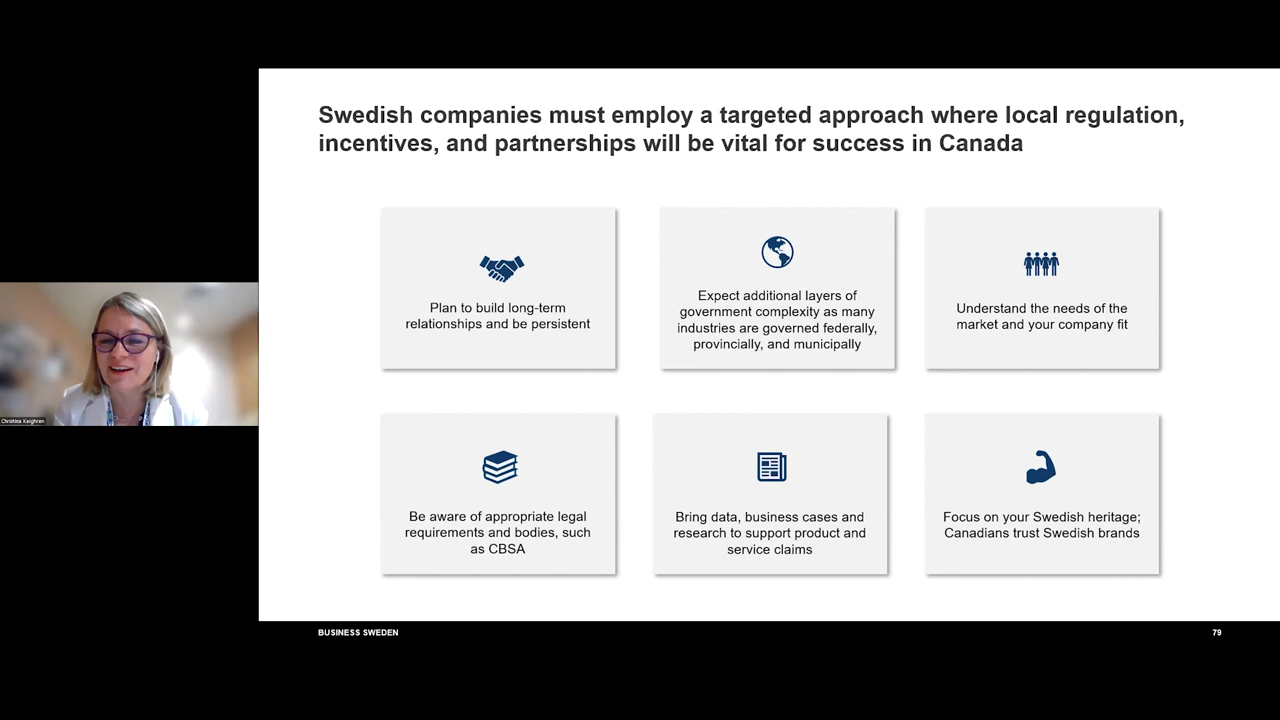 Swedish companies must employ a targeted approach where local regulation,
incentives, and partnerships will be vital for success in Canada
Plan to build long-term
relationships and be persistent
Expect additional layers of
government complexity as many
industries are governed federally,
provincially, and municipally
Understand the needs of the
market and your company fit
Christina Keighren
Be aware of appropriate legal
requirements and bodies, such
as CBSA
Bring data, business cases and
research to support product and
service claims
Focus on your Swedish heritage;
Canadians trust Swedish brands
BUSINESS SWEDEN
79